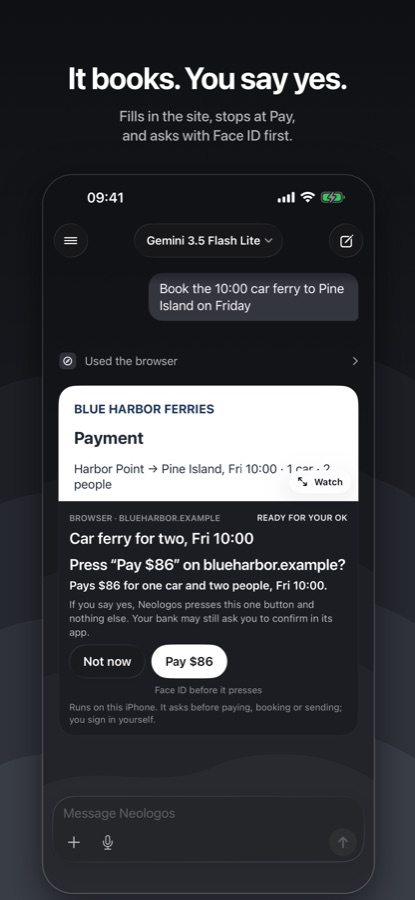 It books. You say yes.
Fills in the site, stops at Pay,
and asks with Face ID first.
09:41
Gemini 3.5 Flash Lite
Book the 10:00 car ferry to Pine
Island on Friday
Used the browser
BLUE HARBOR FERRIES
Payment
Harbor Point → Pine Island, Fri 10:00 · 1 car · 2
people
Watch
BROWSER · BLUEHARBOR.EXAMPLE
READY FOR YOUR OK
Car ferry for two, Fri 10:00
Press “Pay $86” on blueharbor.example?
Pays $86 for one car and two people, Fri 10:00.
If you say yes, Neologos presses this one button and
nothing else. Your bank may still ask you to confirm in its
app.
Not now
Pay $86
Face ID before it presses
Runs on this iPhone. It asks before paying, booking or sending;
you sign in yourself.
Message Neologos